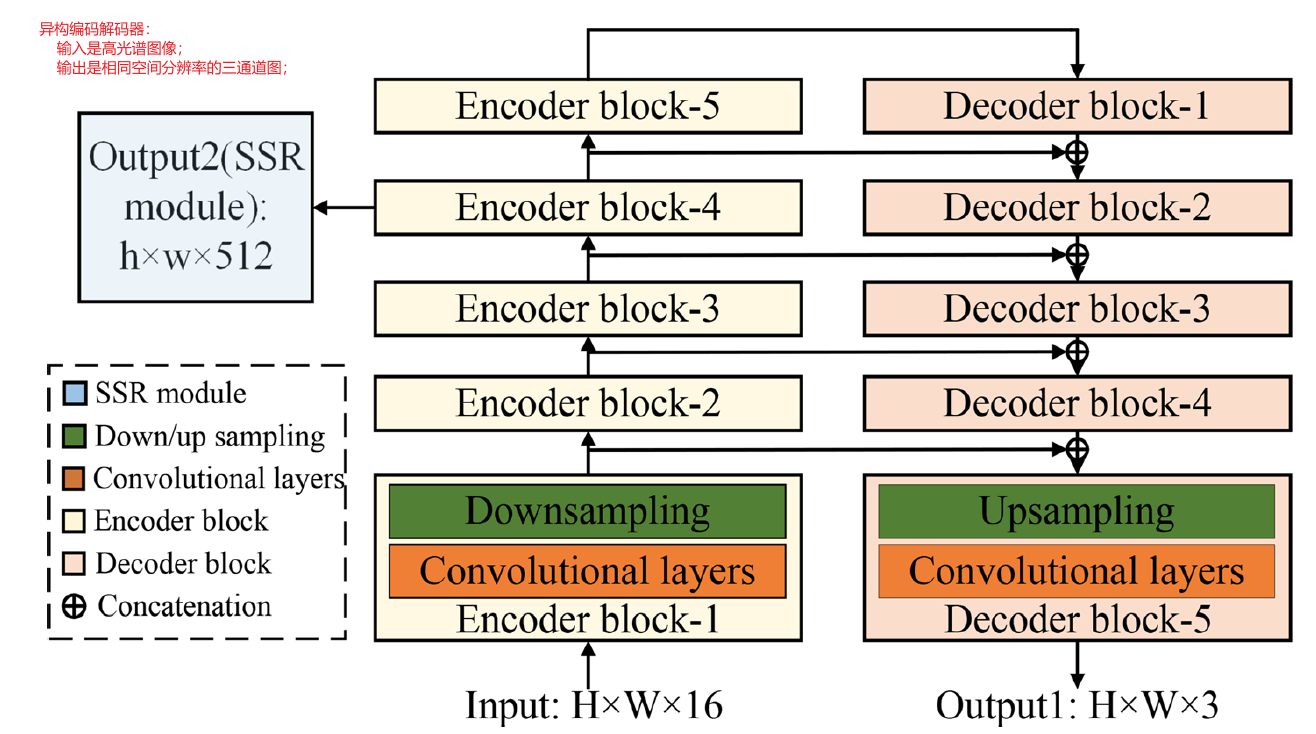 异构编码解码器：
输入是高光谱图像；
输出是相同空间分辨率的三通道图；
Output2(SSR
module):
h×w×512
SSR module
Down/up sampling
Convolutional layers
Encoder block
Decoder block
Concatenation
Encoder block-5
Encoder block-4
Encoder block-3
Encoder block-2
Downsampling
Convolutional layers
Encoder block-1
Input: H×W×16
Decoder block-1
Decoder block-2
Decoder block-3
Decoder block-4
Upsampling
Convolutional layers
Decoder block-5
Output1: H×W×3